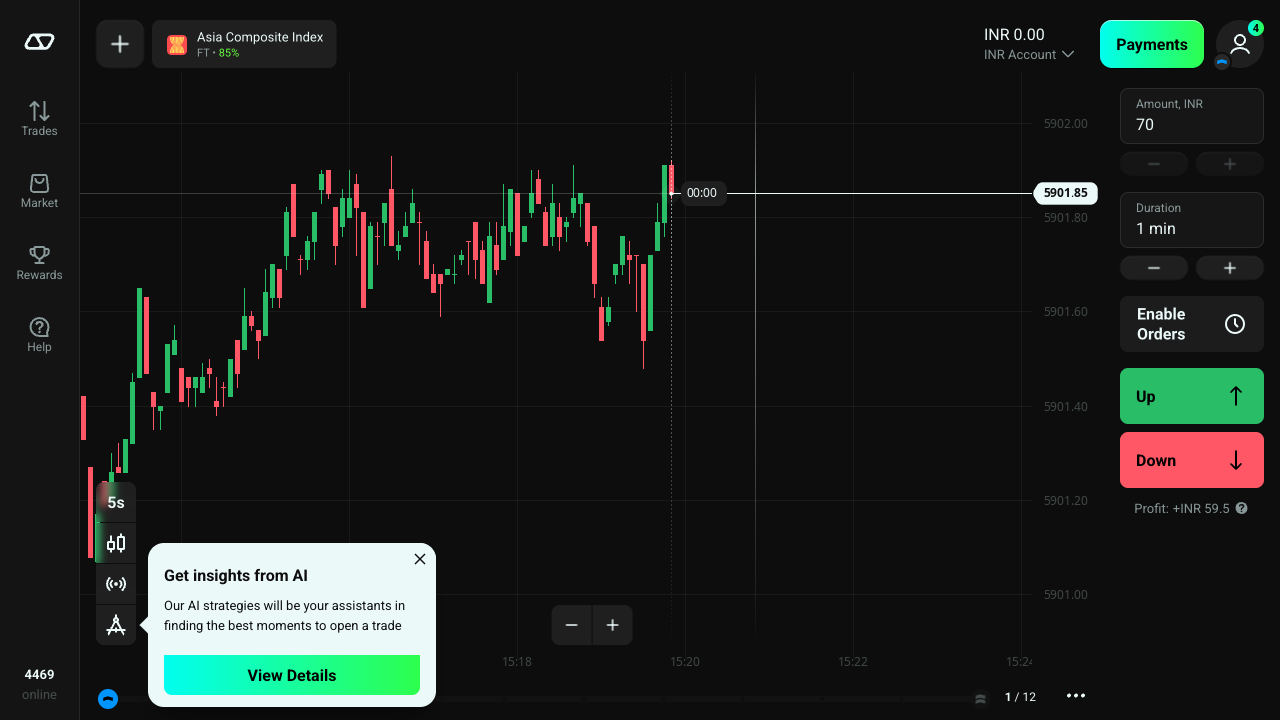 Asia Composite Index
FT • 85%
INR 0.00
INR Account
Payments
4
Trades
Market
Rewards
Help
4469
online
Amount, INR
70
Duration
1 min
Enable
Orders
Up
Down
Profit: +INR 59.5
5902.00
00:00
5901.85
5901.80
5901.60
5901.40
5901.20
5901.00
5s
Get insights from AI
Our AI strategies will be your assistants in
finding the best moments to open a trade
View Details
15:18
15:20
15:22
15:24
1 / 12